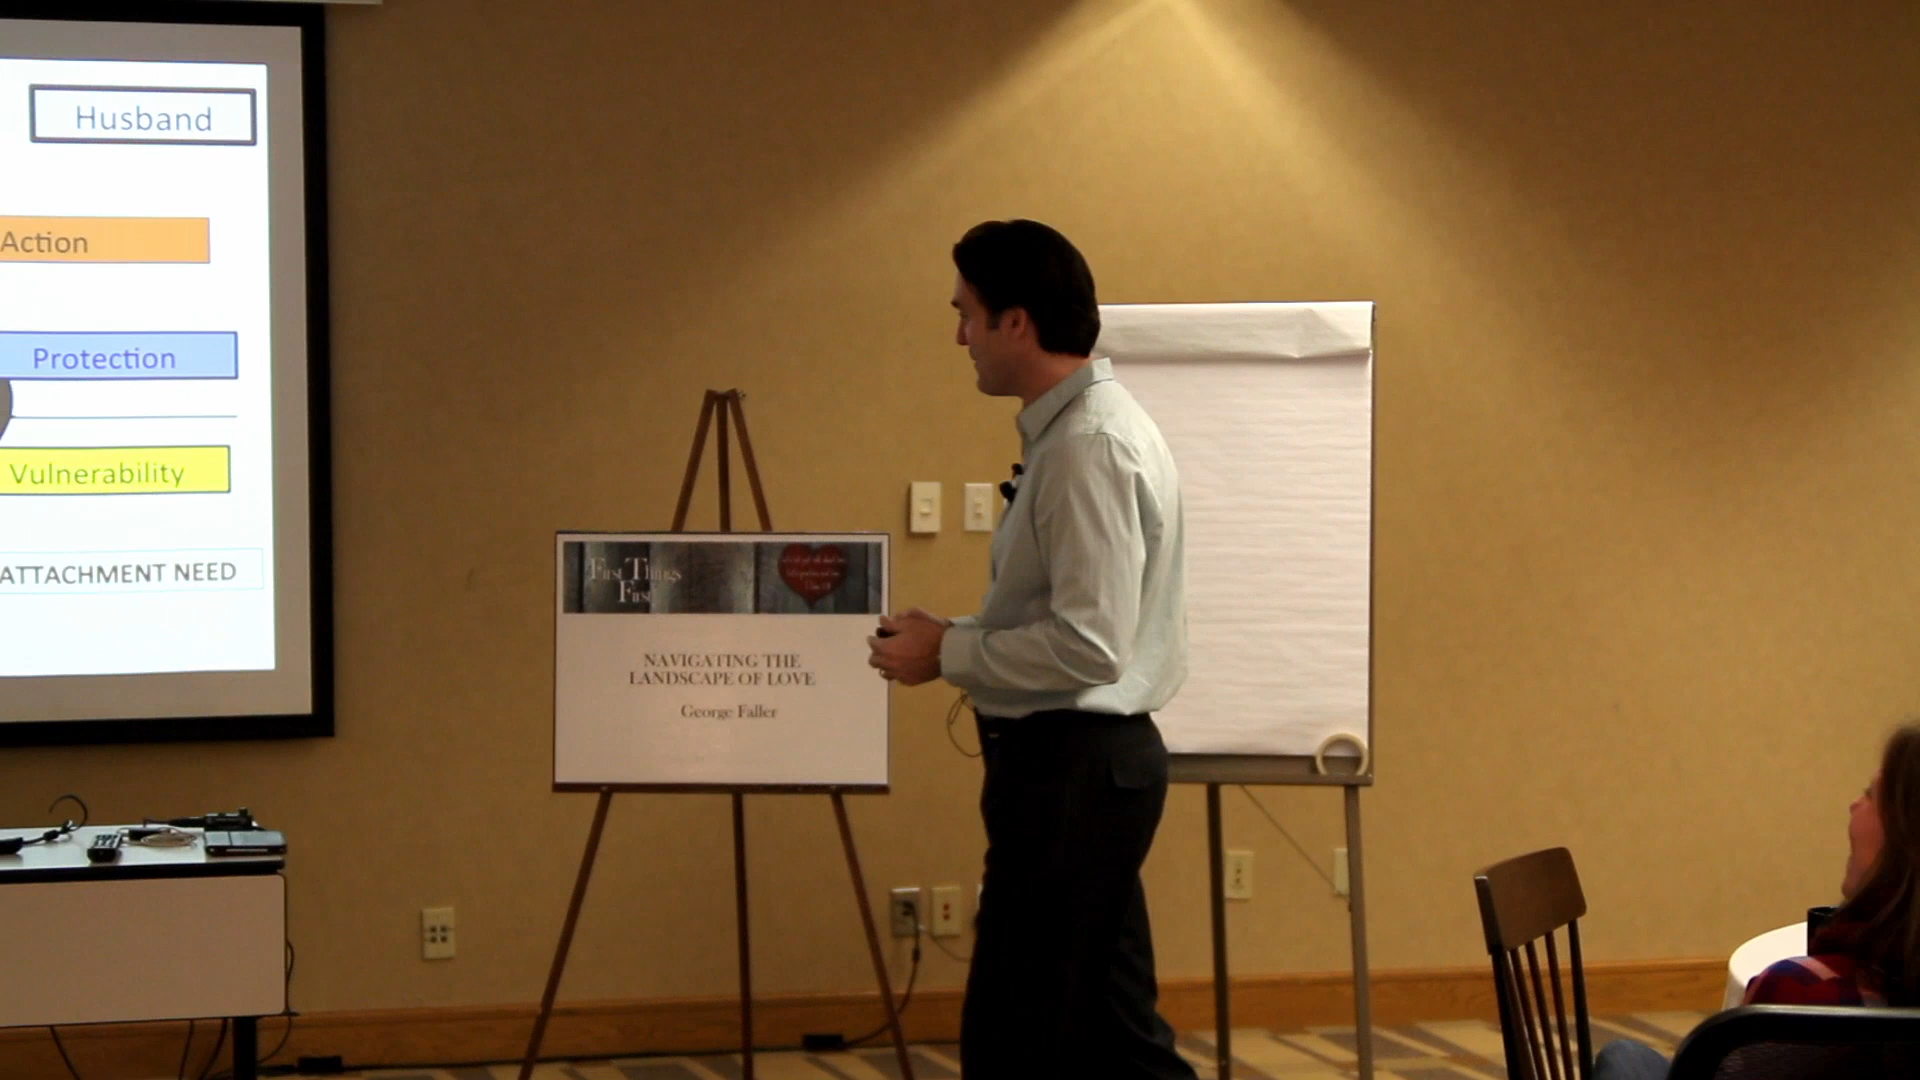 Husband
Action
Protection
Vulnerability
ATTACHMENT NEED
First Things
First
NAVIGATING THE
LANDSCAPE OF LOVE
George Faller